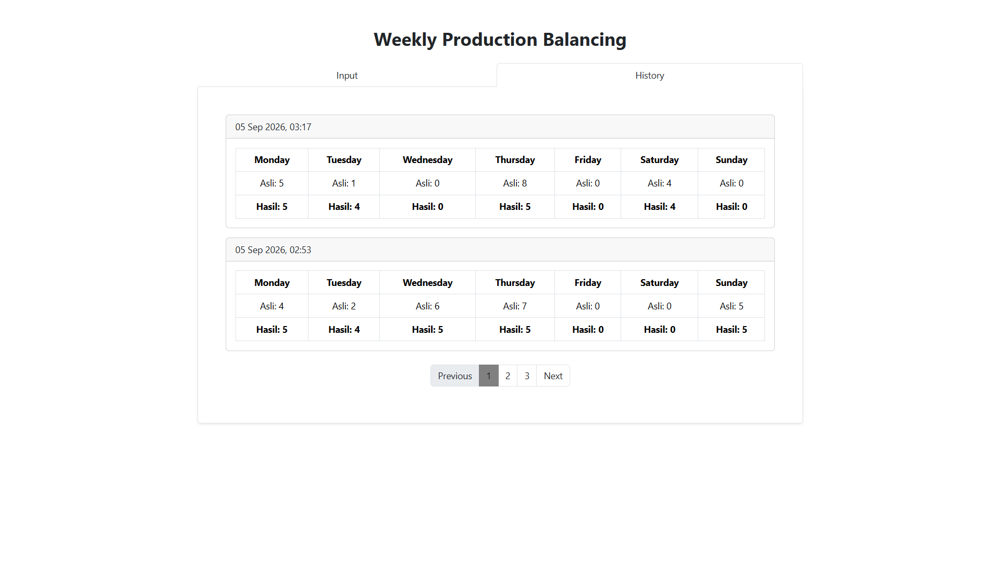 Weekly Production Balancing
Input History
05 Sep 2026, 03:17
Monday Tuesday Wednesday Thursday Friday Saturday Sunday
Asli: 5 Asli: 1 Asli: 0 Asli: 8 Asli: 0 Asli: 4 Asli: 0
Hasil: 5 Hasil: 4 Hasil: 0 Hasil: 5 Hasil: 0 Hasil: 4 Hasil: 0
05 Sep 2026, 02:53
Monday Tuesday Wednesday Thursday Friday Saturday Sunday
Asli: 4 Asli: 2 Asli: 6 Asli: 7 Asli: 0 Asli: 0 Asli: 5
Hasil: 5 Hasil: 4 Hasil: 5 Hasil: 5 Hasil: 0 Hasil: 0 Hasil: 5
Previous 1 2 3 Next